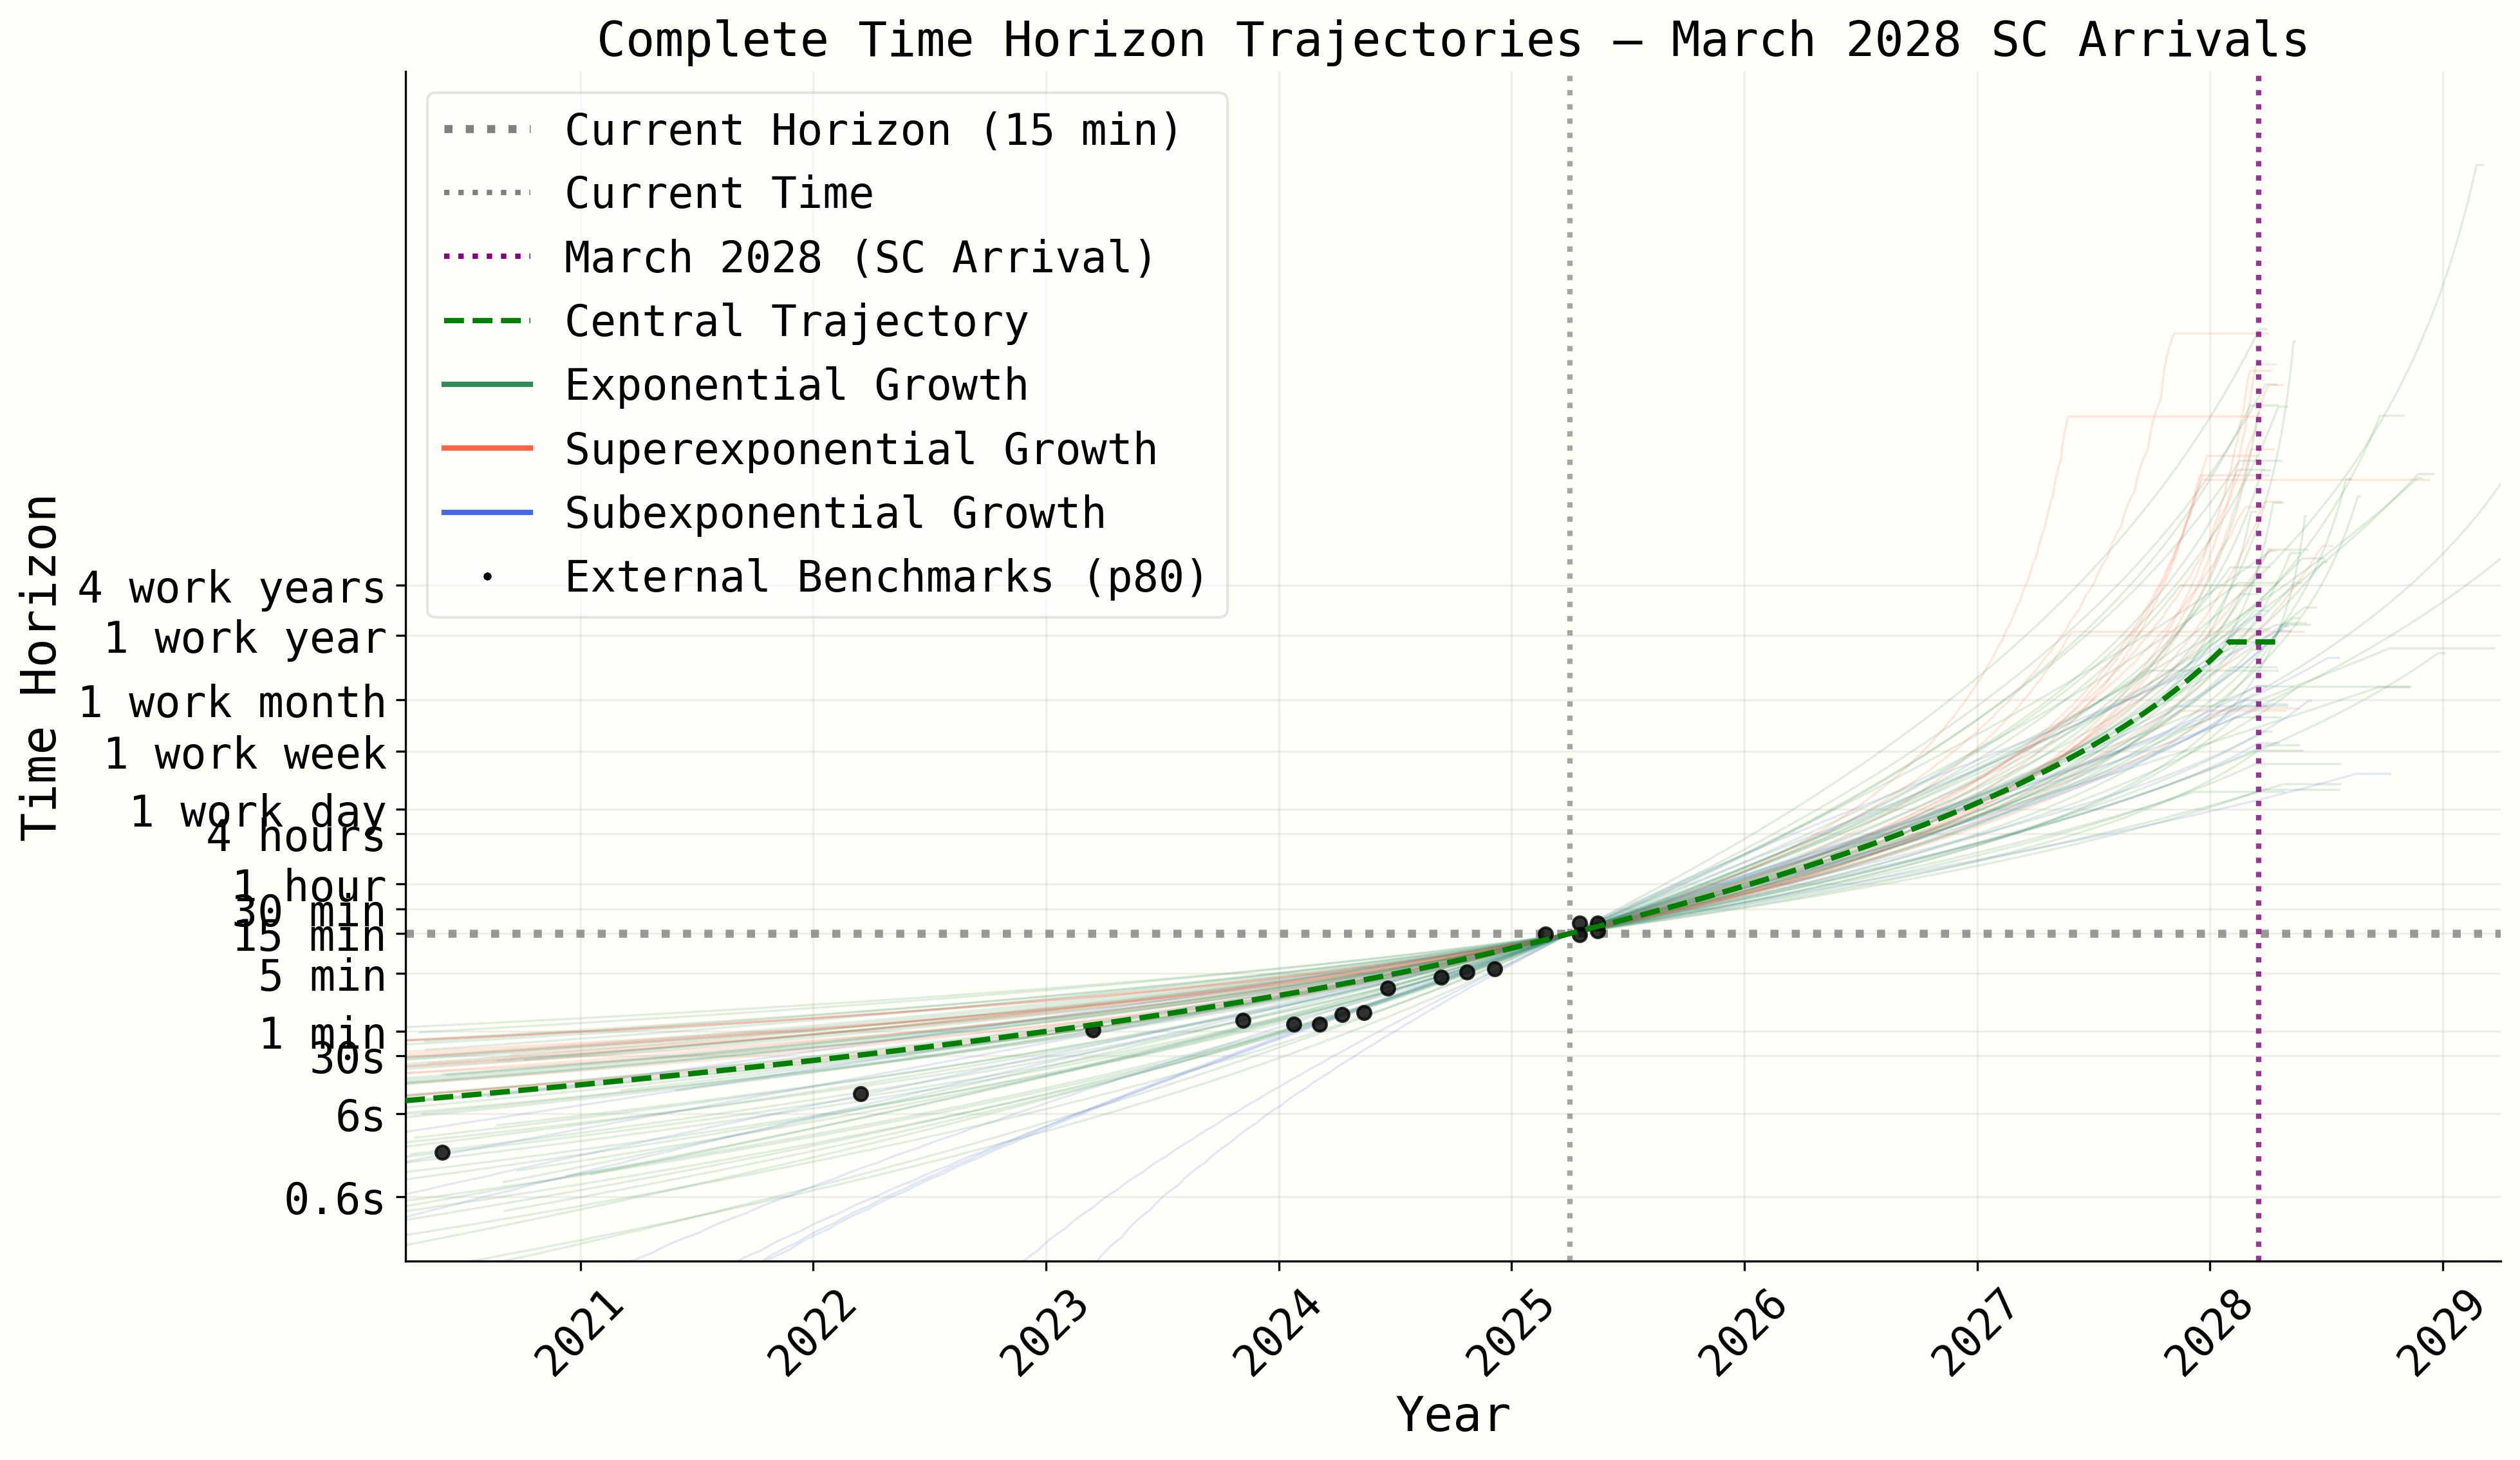 Complete Time Horizon Trajectories — March 2028 SC Arrivals
Current Horizon (15 min)
Current Time
March 2028 (SC Arrival)
Central Trajectory
Exponential Growth
Superexponential Growth
Subexponential Growth
External Benchmarks (p80)
Time Horizon
4 work years
1 work year
1 work month
1 work week
1 work day
4 hours
1 hour
30 min
15 min
5 min
1 min
30s
6s
0.6s
2021
2022
2023
2024
2025
2026
2027
2028
2029
Year